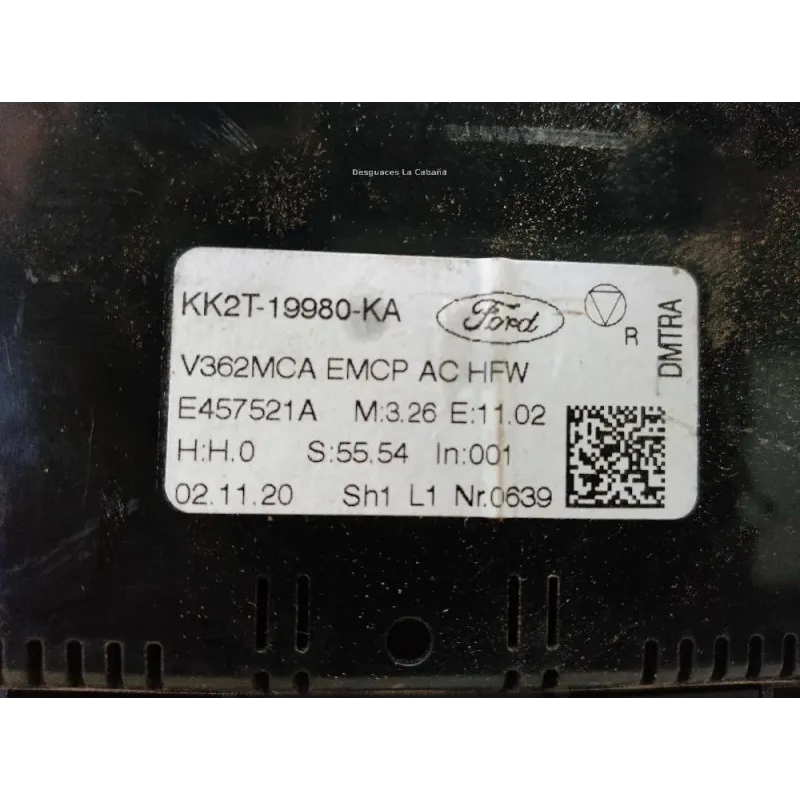 Desguaces La Cabaña
KK2T-19980-KA Ford R
DMTRA
V362MCA EMCP AC HFW
E457521A M:3.26 E:11.02
H:H.0 S:55.54 In:001
02.11.20 Sh1 L1 Nr.0639